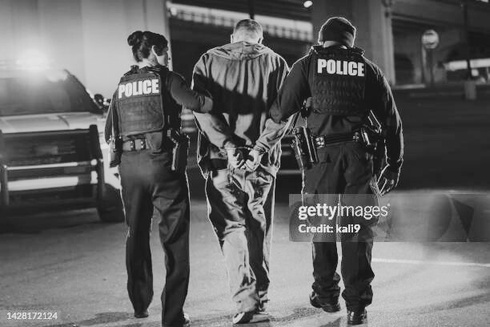 POLICE
POLICE
gettyimages®
Credit: kali9
1428172124